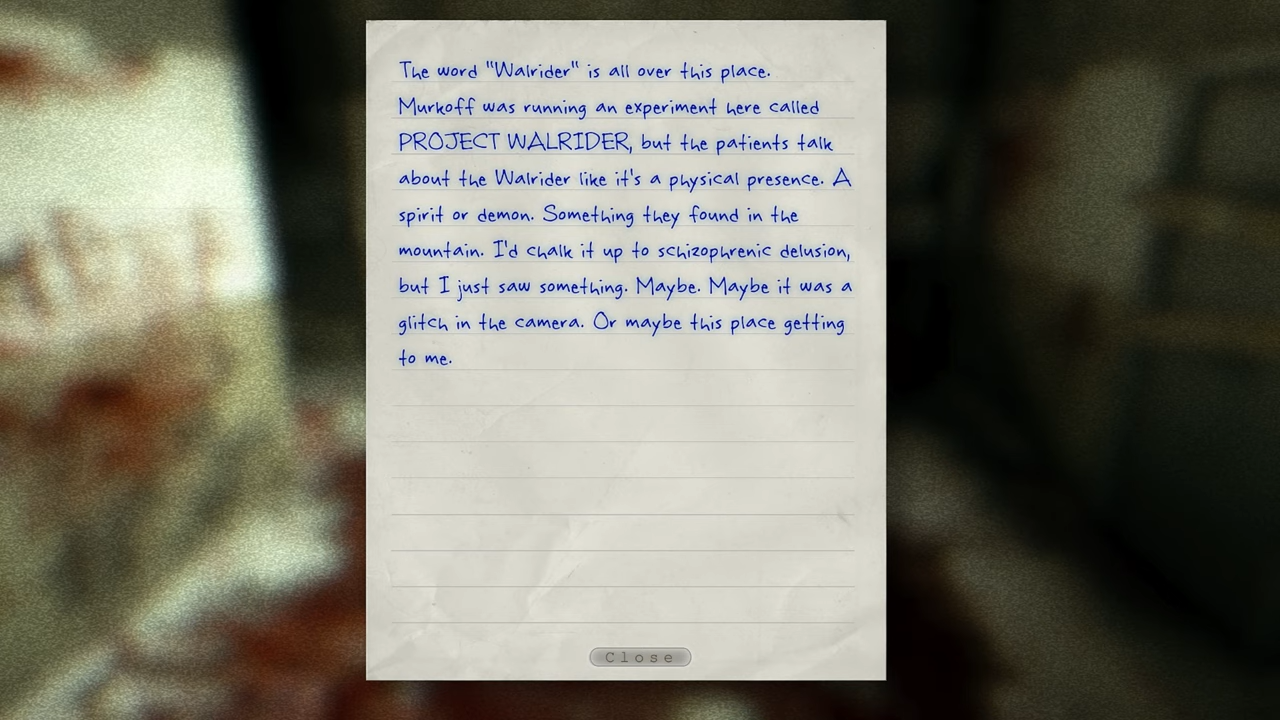 The word "Walrider" is all over this place.
Murkoff was running an experiment here called
PROJECT WALRIDER, but the patients talk
about the Walrider like it's a physical presence. A
spirit or demon. Something they found in the
mountain. I'd chalk it up to schizophrenic delusion,
but I just saw something. Maybe. Maybe it was a
glitch in the camera. Or maybe this place getting
to me.
Close